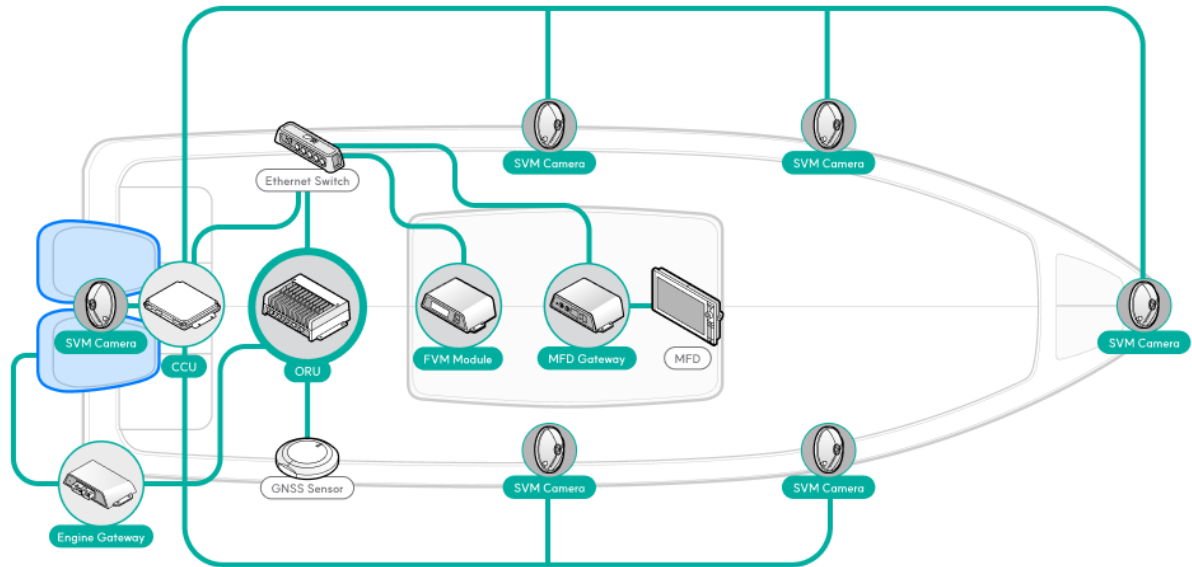 SVM Camera
SVM Camera
Ethernet Switch
SVM Camera
SVM Camera
CCU
ORU
FVM Module
MFD Gateway
MFD
GNSS Sensor
SVM Camera
SVM Camera
Engine Gateway